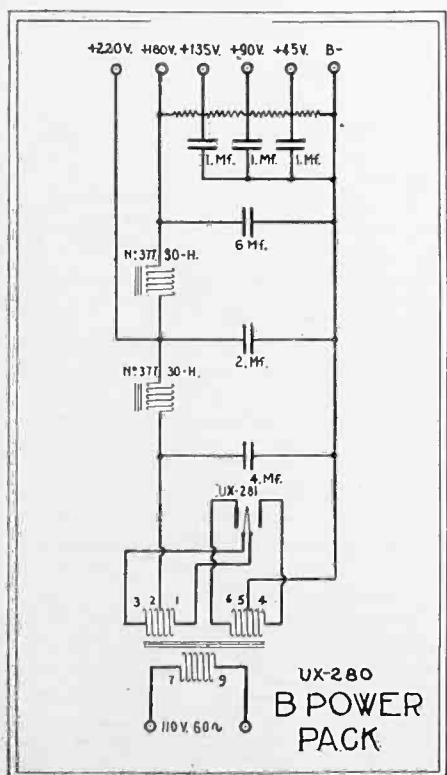 +220V. +180V. +135V. +90V. +45V. B-
1.Mf. 1.Mf. 1.Mf.
6 Mf.
No 377 30-H.
2.Mf.
No 377 30-H.
4.Mf.
UX-281
3 2 1 6 5 4
7 9
110V. 60~
UX-280
B POWER
PACK